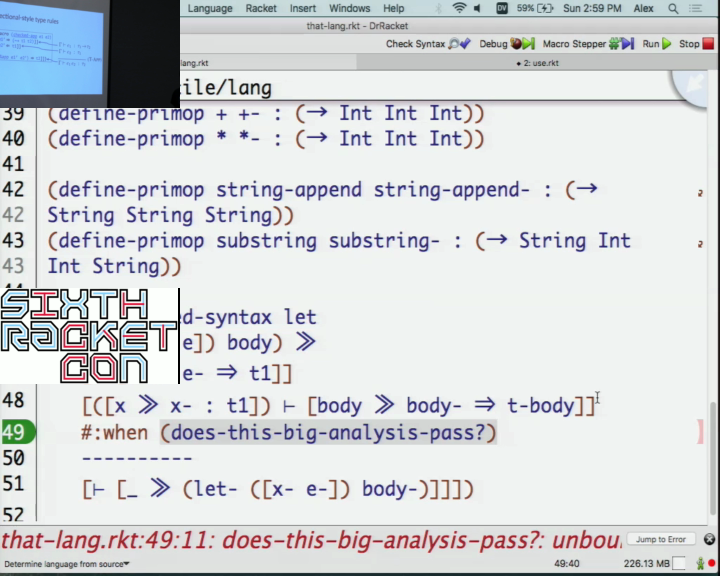 Language Racket Insert Windows Help 59% Sun 2:59 PM Alex
that-lang.rkt - DrRacket
Check Syntax Debug Macro Stepper Run Stop
lang.rkt 2: use.rkt
ile/lang
39 (define-primop + +- : (→ Int Int Int))
40 (define-primop * *- : (→ Int Int Int))
41
42 (define-primop string-append string-append- : (→
42 String String String))
43 (define-primop substring substring- : (→ String Int
43 Int String))
ed-syntax let
e]) body) ≫
e- ⇒ t1]]
48 [([x ≫ x- : t1]) ⊢ [body ≫ body- ⇒ t-body]]
49 #:when (does-this-big-analysis-pass?)
50 ----------
51 [⊢ [_ ≫ (let- ([x- e-]) body-)]]])
52
SIXTH
RACKET
CON
that-lang.rkt:49:11: does-this-big-analysis-pass?: unbou
Jump to Error
Determine language from source 49:40 226.13 MB